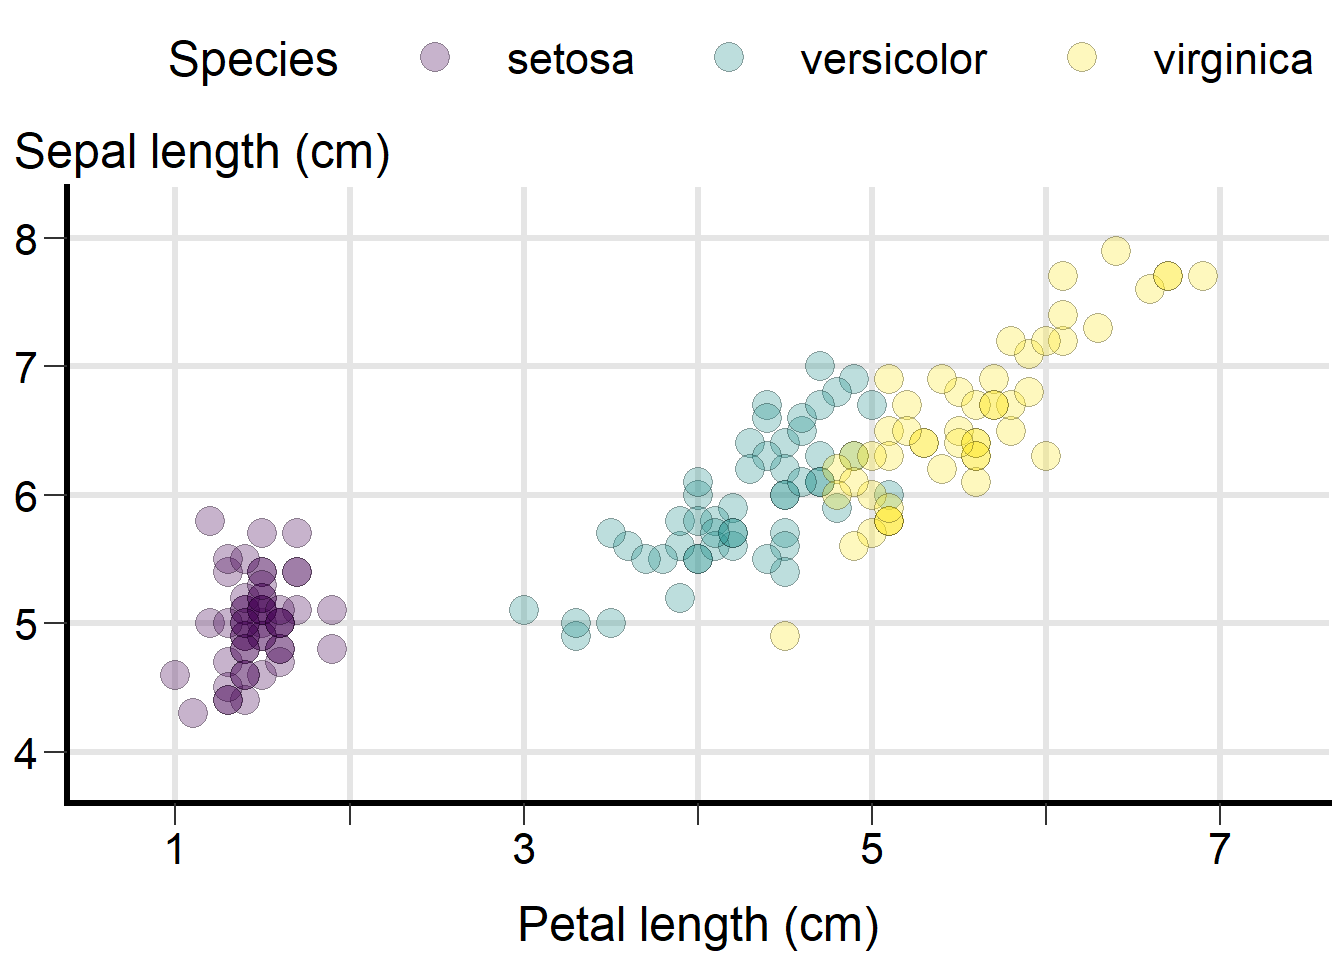 Species setosa versicolor virginica
Sepal length (cm)
8
7
6
5
4
1 3 5 7
Petal length (cm)